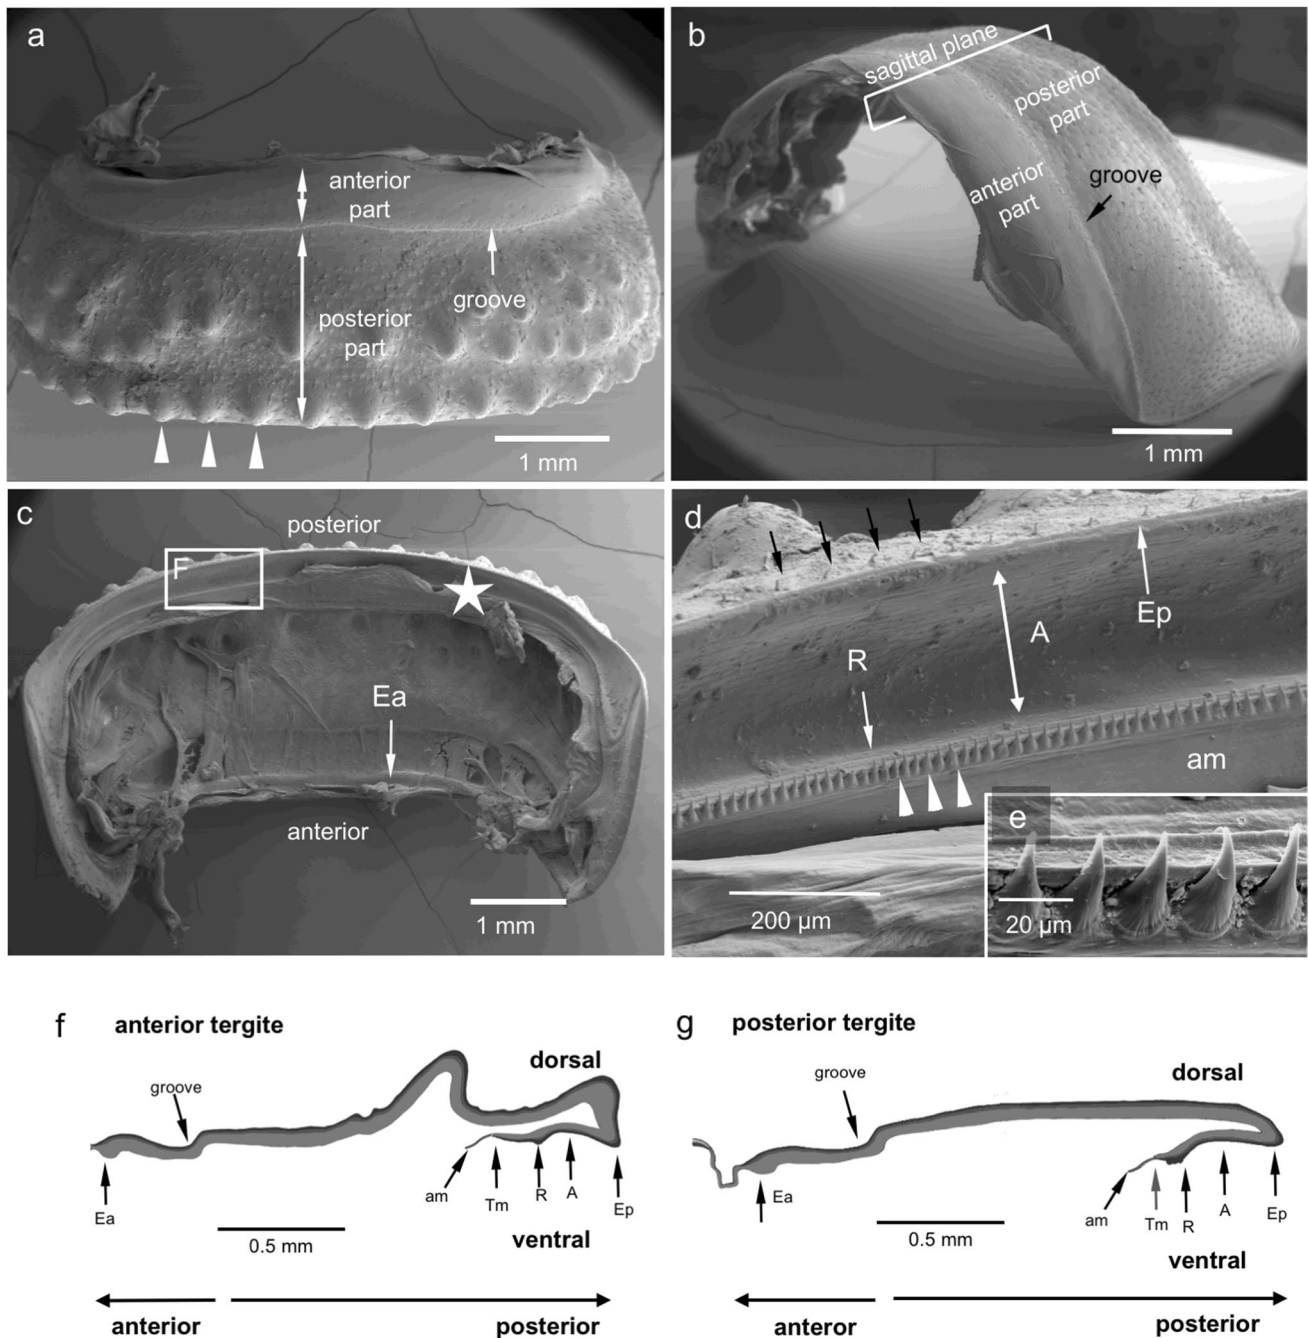 a
anterior
part
groove
posterior
part
1 mm
b
sagittal plane
posterior
part
anterior
part
groove
1 mm
c
posterior
F
Ea
anterior
1 mm
d
Ep
A
R
am
200 µm
e
20 µm
f
anterior tergite
groove
dorsal
Ea
am
Tm
R
A
Ep
0.5 mm
ventral
anterior
posterior
g
posterior tergite
groove
dorsal
Ea
am
Tm
R
A
Ep
0.5 mm
ventral
anteror
posterior